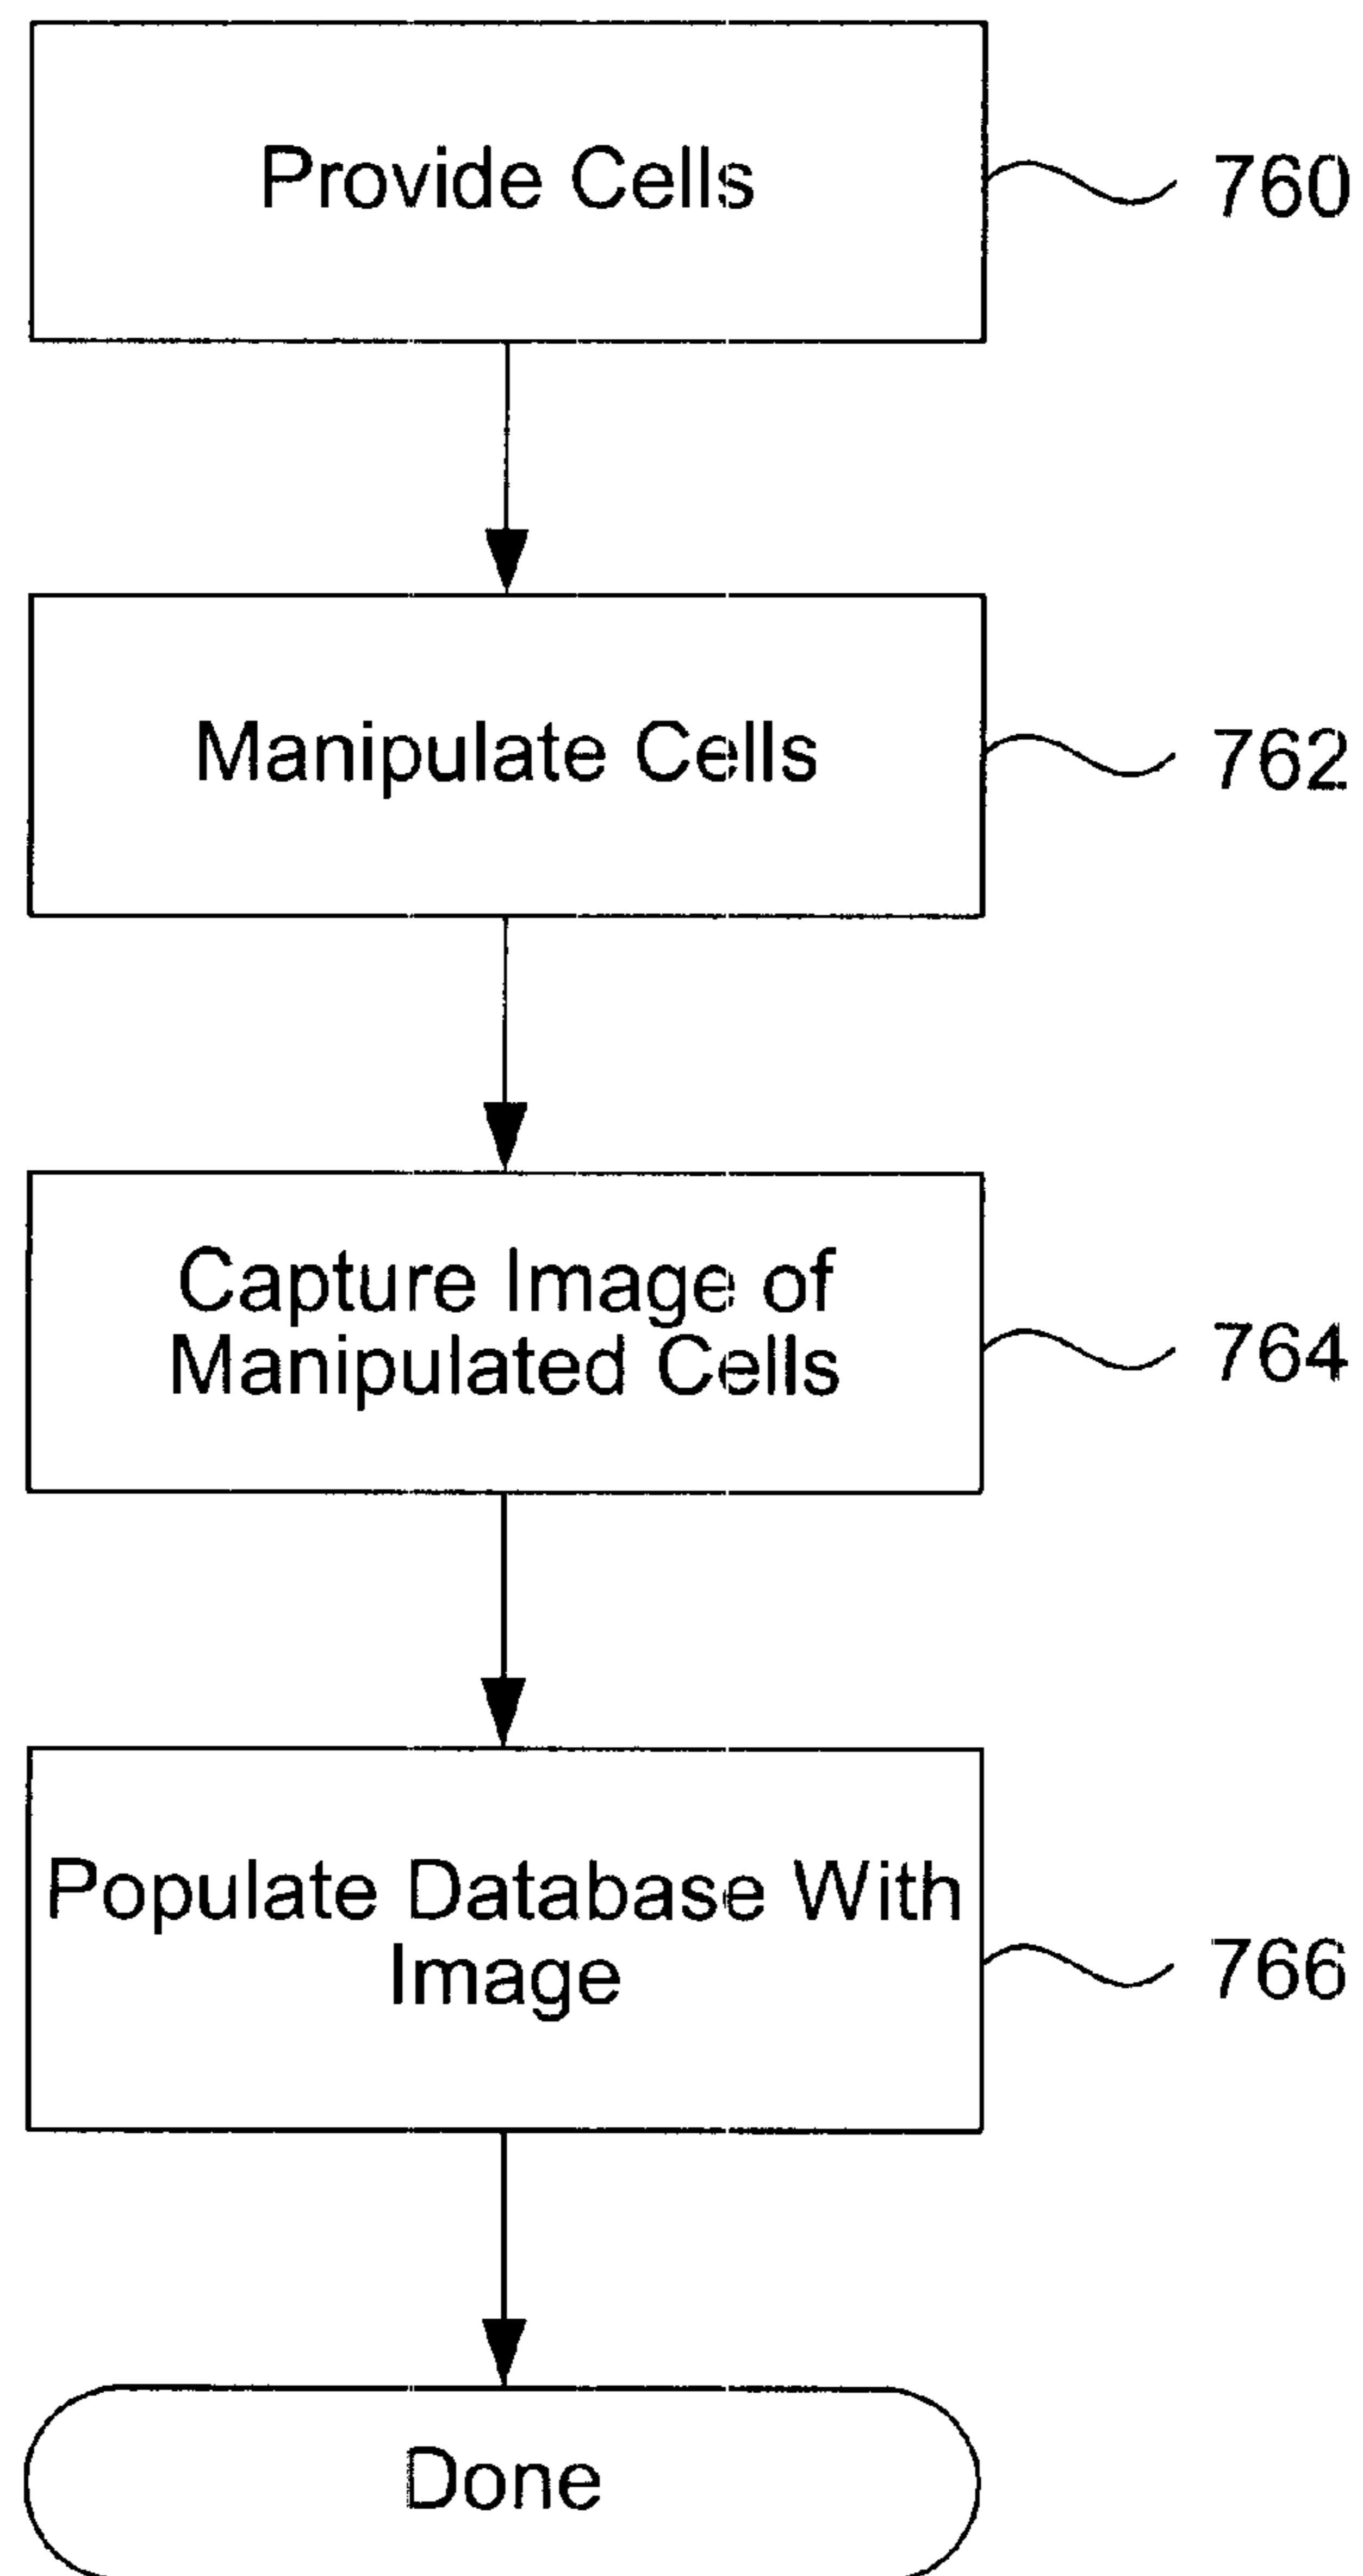 Provide Cells
760
Manipulate Cells
762
Capture Image of
Manipulated Cells
764
Populate Database With
Image
766
Done